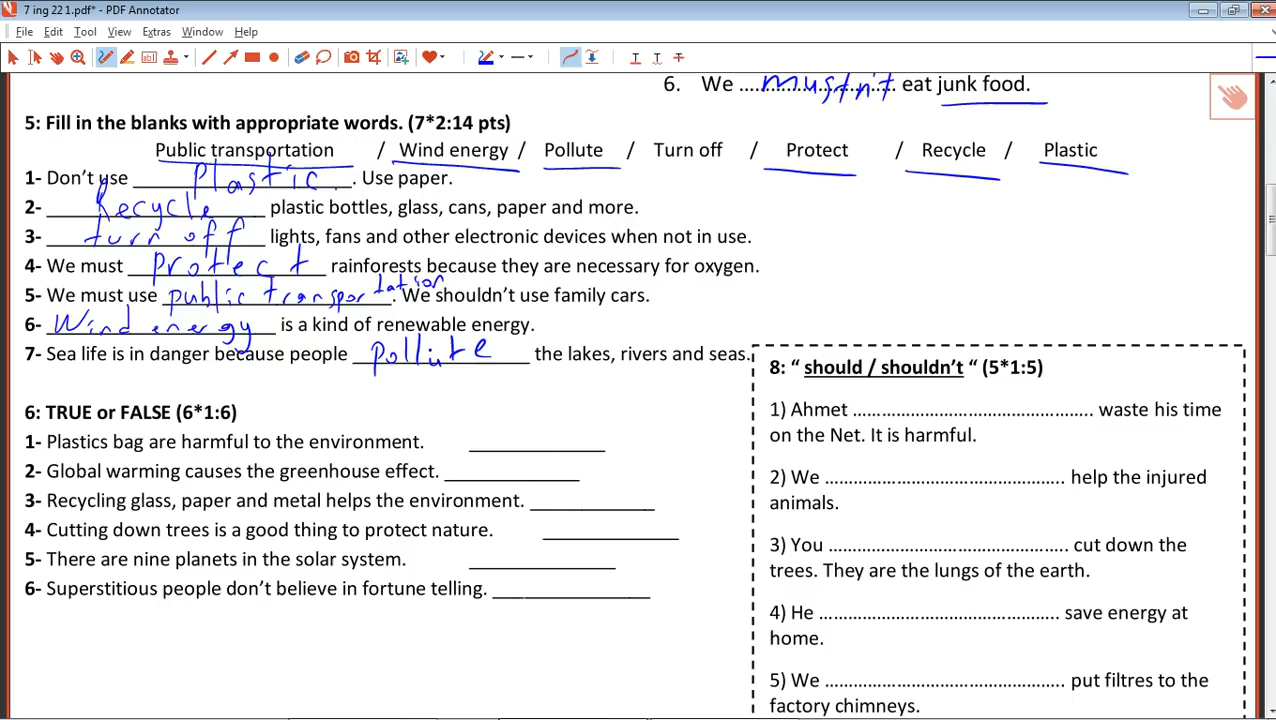 7 ing 22 1.pdf* - PDF Annotator
File Edit Tool View Extras Window Help
6. We ......mustn't...... eat junk food.
5: Fill in the blanks with appropriate words. (7*2:14 pts)
Public transportation / Wind energy / Pollute / Turn off / Protect / Recycle / Plastic
1- Don't use plastic. Use paper.
2- Recycle plastic bottles, glass, cans, paper and more.
3- turn off lights, fans and other electronic devices when not in use.
4- We must protect rainforests because they are necessary for oxygen.
5- We must use public transportation. We shouldn't use family cars.
6- Wind energy is a kind of renewable energy.
7- Sea life is in danger because people pollute the lakes, rivers and seas.
6: TRUE or FALSE (6*1:6)
1- Plastics bag are harmful to the environment. ____________
2- Global warming causes the greenhouse effect. ____________
3- Recycling glass, paper and metal helps the environment. ____________
4- Cutting down trees is a good thing to protect nature. ____________
5- There are nine planets in the solar system. ____________
6- Superstitious people don't believe in fortune telling. ____________
8: " should / shouldn't " (5*1:5)
1) Ahmet ........................................ waste his time
on the Net. It is harmful.
2) We ........................................ help the injured
animals.
3) You ........................................ cut down the
trees. They are the lungs of the earth.
4) He ........................................ save energy at
home.
5) We ........................................ put filtres to the
factory chimneys.